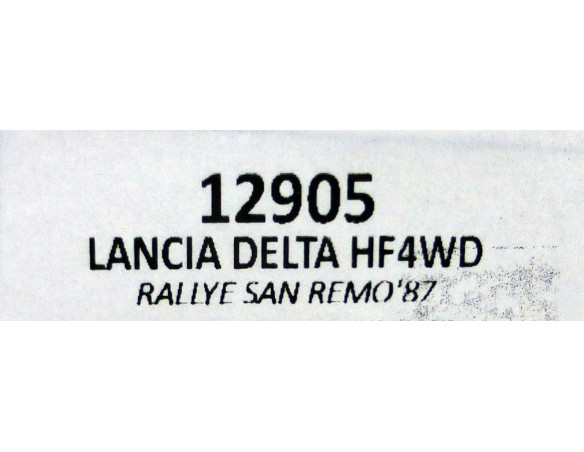 12905
LANCIA DELTA HF4WD
RALLYE SAN REMO'87